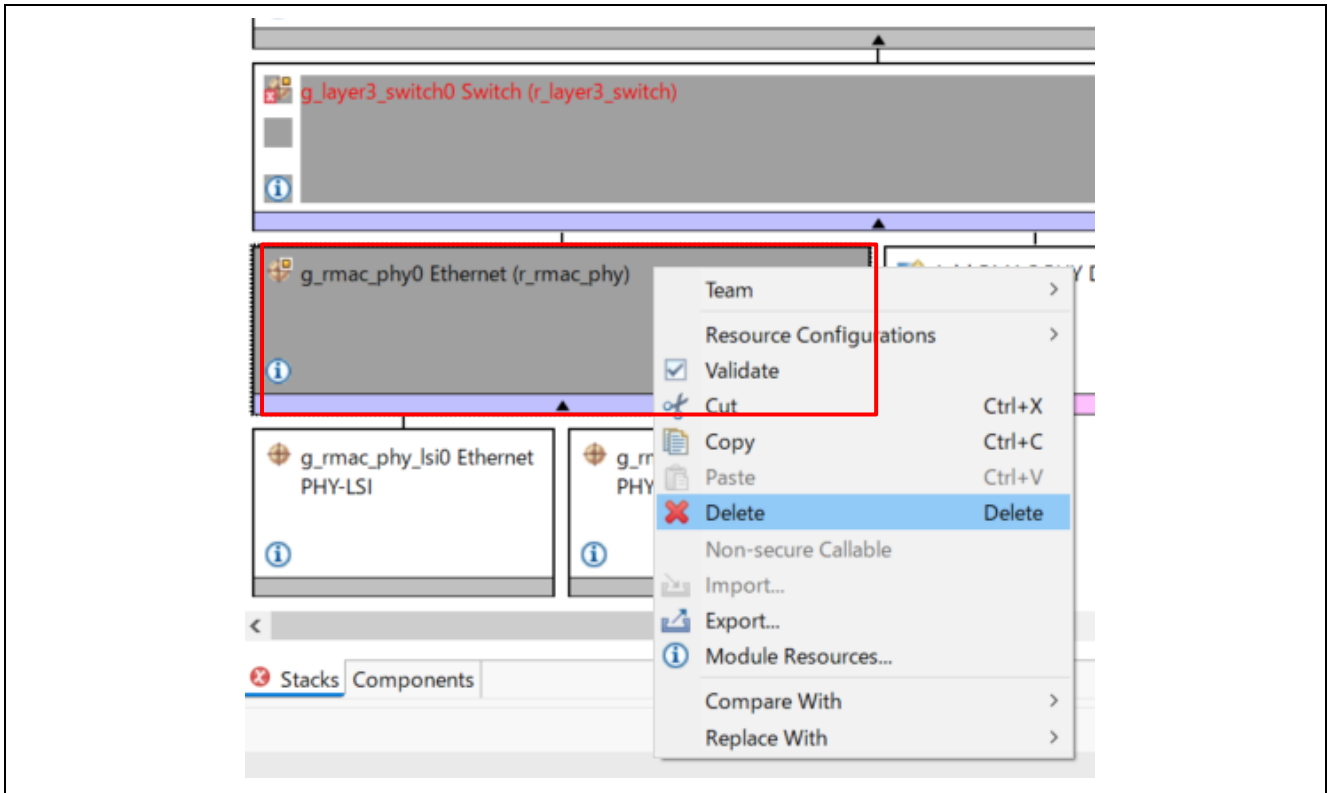 g_layer3_switch0 Switch (r_layer3_switch)
g_rmac_phy0 Ethernet (r_rmac_phy)
Team
Resource Configurations
Validate
Cut Ctrl+X
Copy Ctrl+C
Paste Ctrl+V
Delete Delete
Non-secure Callable
Import...
Export...
Module Resources...
Compare With
Replace With
g_rmac_phy_lsi0 Ethernet
PHY-LSI
Stacks Components